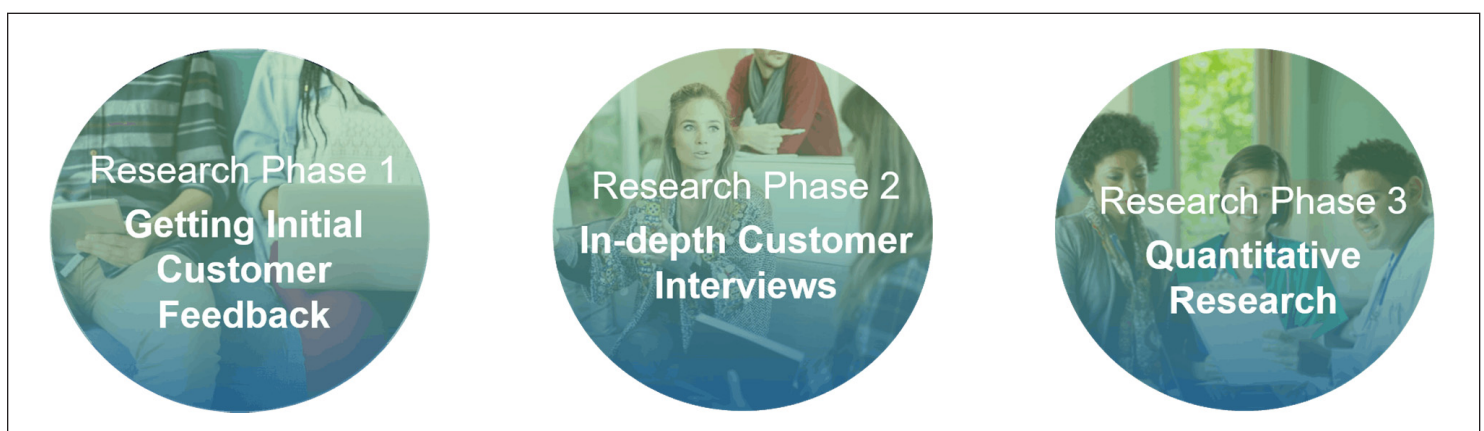 Research Phase 1
Getting Initial
Customer
Feedback
Research Phase 2
In-depth Customer
Interviews
Research Phase 3
Quantitative
Research